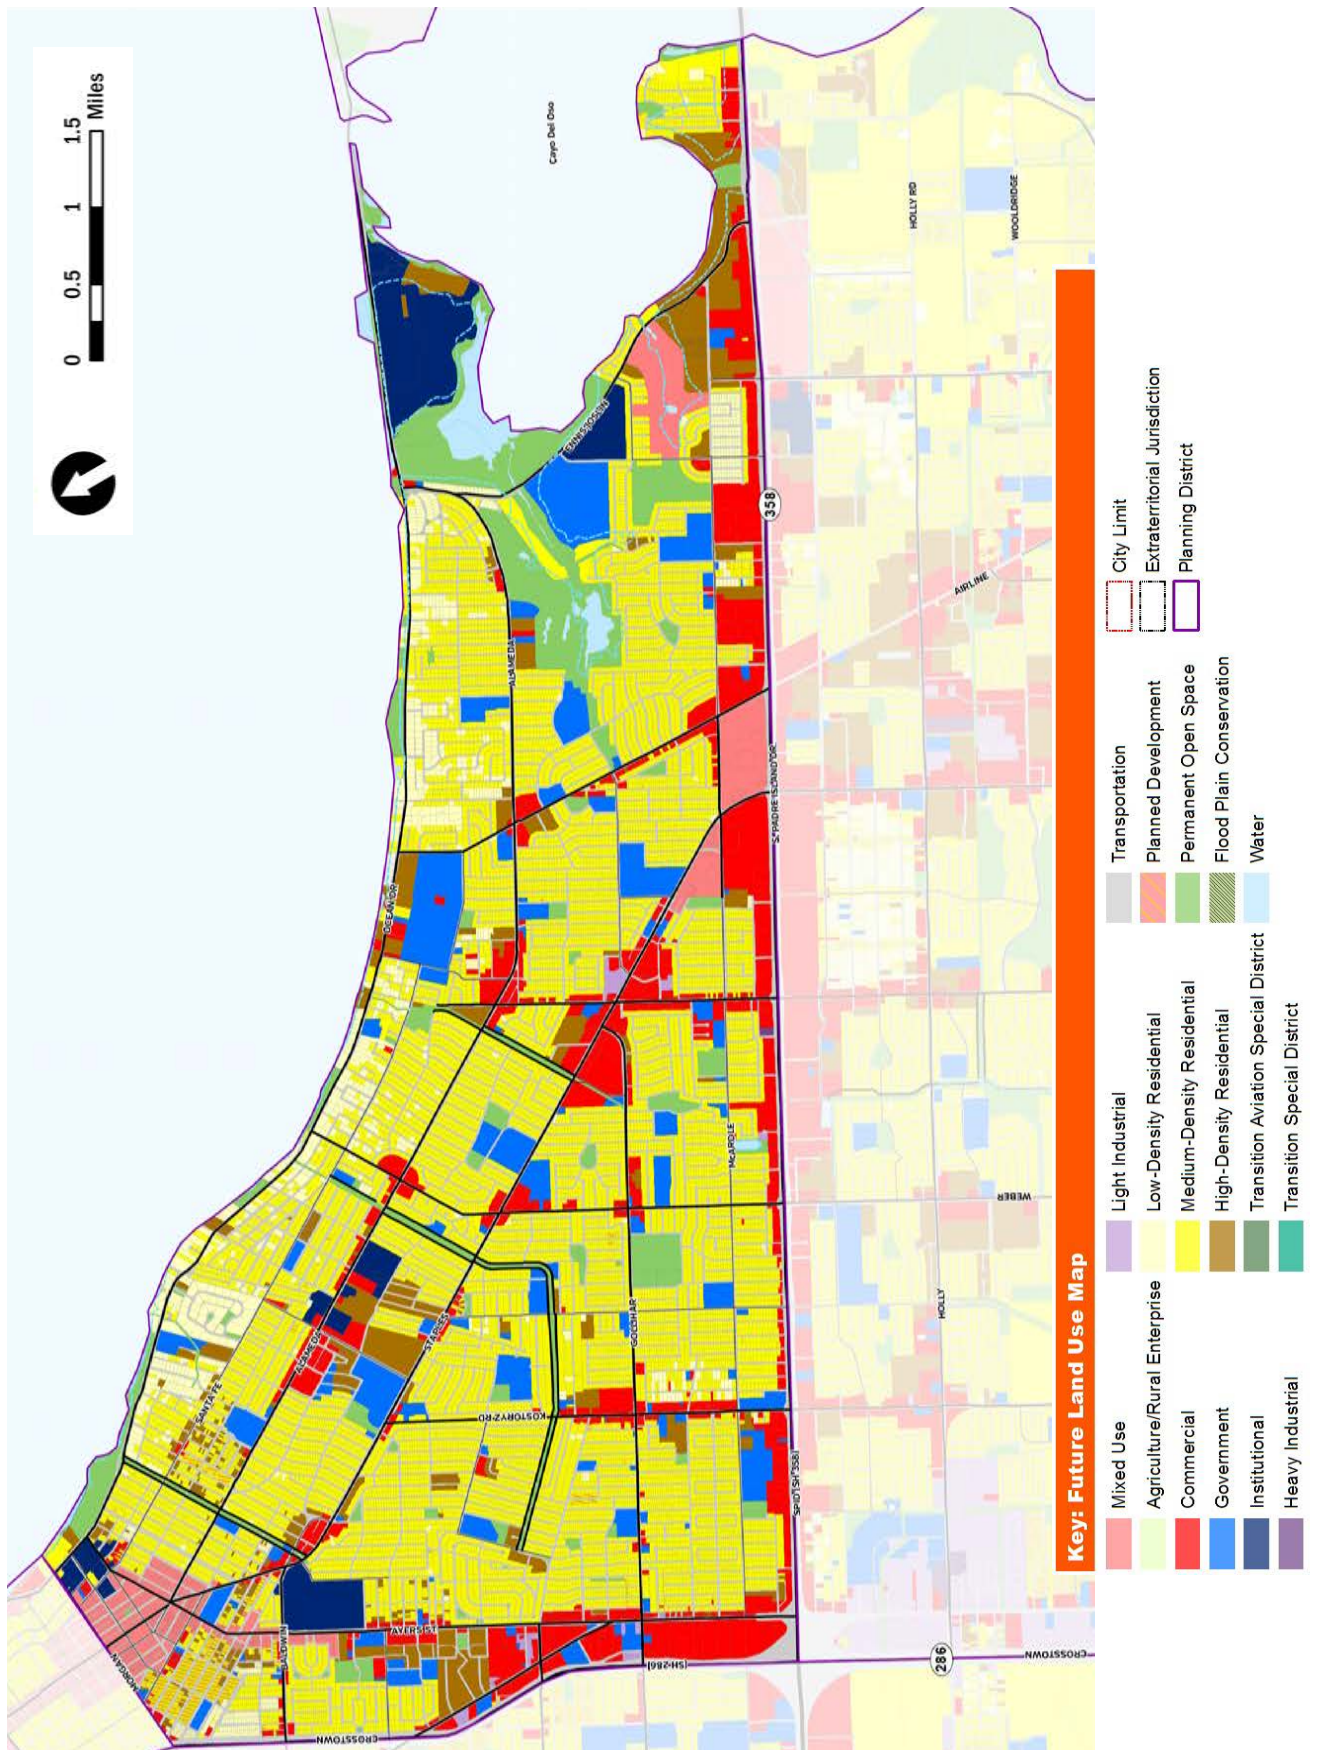 0 0.5 1 1.5 Miles
Cayo Del Oso
HOLLY RD
WOOLDRIDGE
ENNIS JOSLIN
358
AIRLINE
ALAMEDA
S. PADRE ISLAND DR.
OCEAN DR
McARDLE
WEBER
GOLLIHAR
HOLLY
ALAMEDA
STAPLES
SANTA FE
KOSTORYZ RD
SPID [SH 358]
MORGAN
BALDWIN
AYERS ST
[SH-286]
286
CROSSTOWN
CROSSTOWN
Key: Future Land Use Map
Mixed Use
Agriculture/Rural Enterprise
Commercial
Government
Institutional
Heavy Industrial
Light Industrial
Low-Density Residential
Medium-Density Residential
High-Density Residential
Transition Aviation Special District
Transition Special District
Transportation
Planned Development
Permanent Open Space
Flood Plain Conservation
Water
City Limit
Extraterritorial Jurisdiction
Planning District